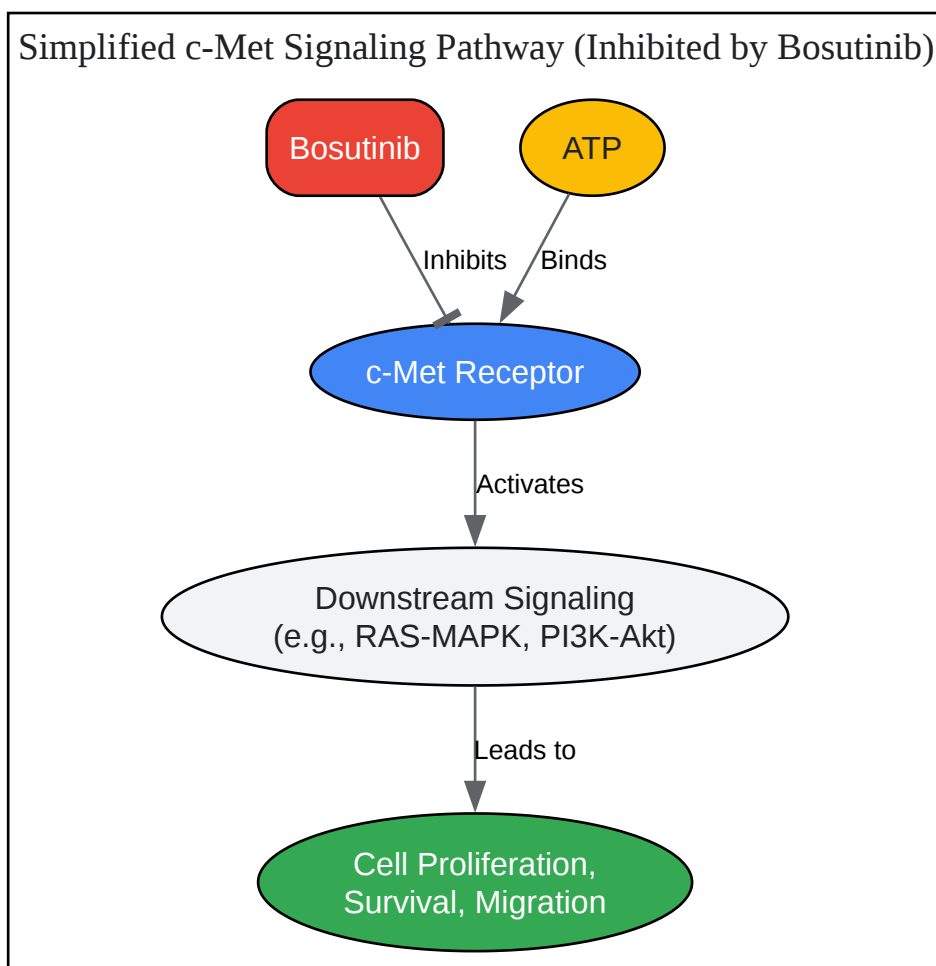 Simplified c-Met Signaling Pathway (Inhibited by Bosutinib)
Bosutinib
ATP
Inhibits
Binds
c-Met Receptor
Activates
Downstream Signaling
(e.g., RAS-MAPK, PI3K-Akt)
Leads to
Cell Proliferation,
Survival, Migration